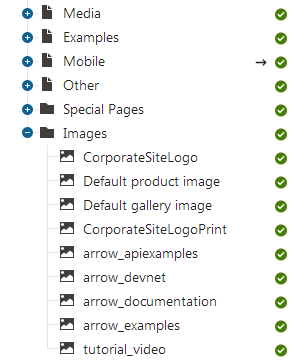 Media
Examples
Mobile
Other
Special Pages
Images
CorporateSiteLogo
Default product image
Default gallery image
CorporateSiteLogoPrint
arrow_apiexamples
arrow_devnet
arrow_documentation
arrow_examples
tutorial_video